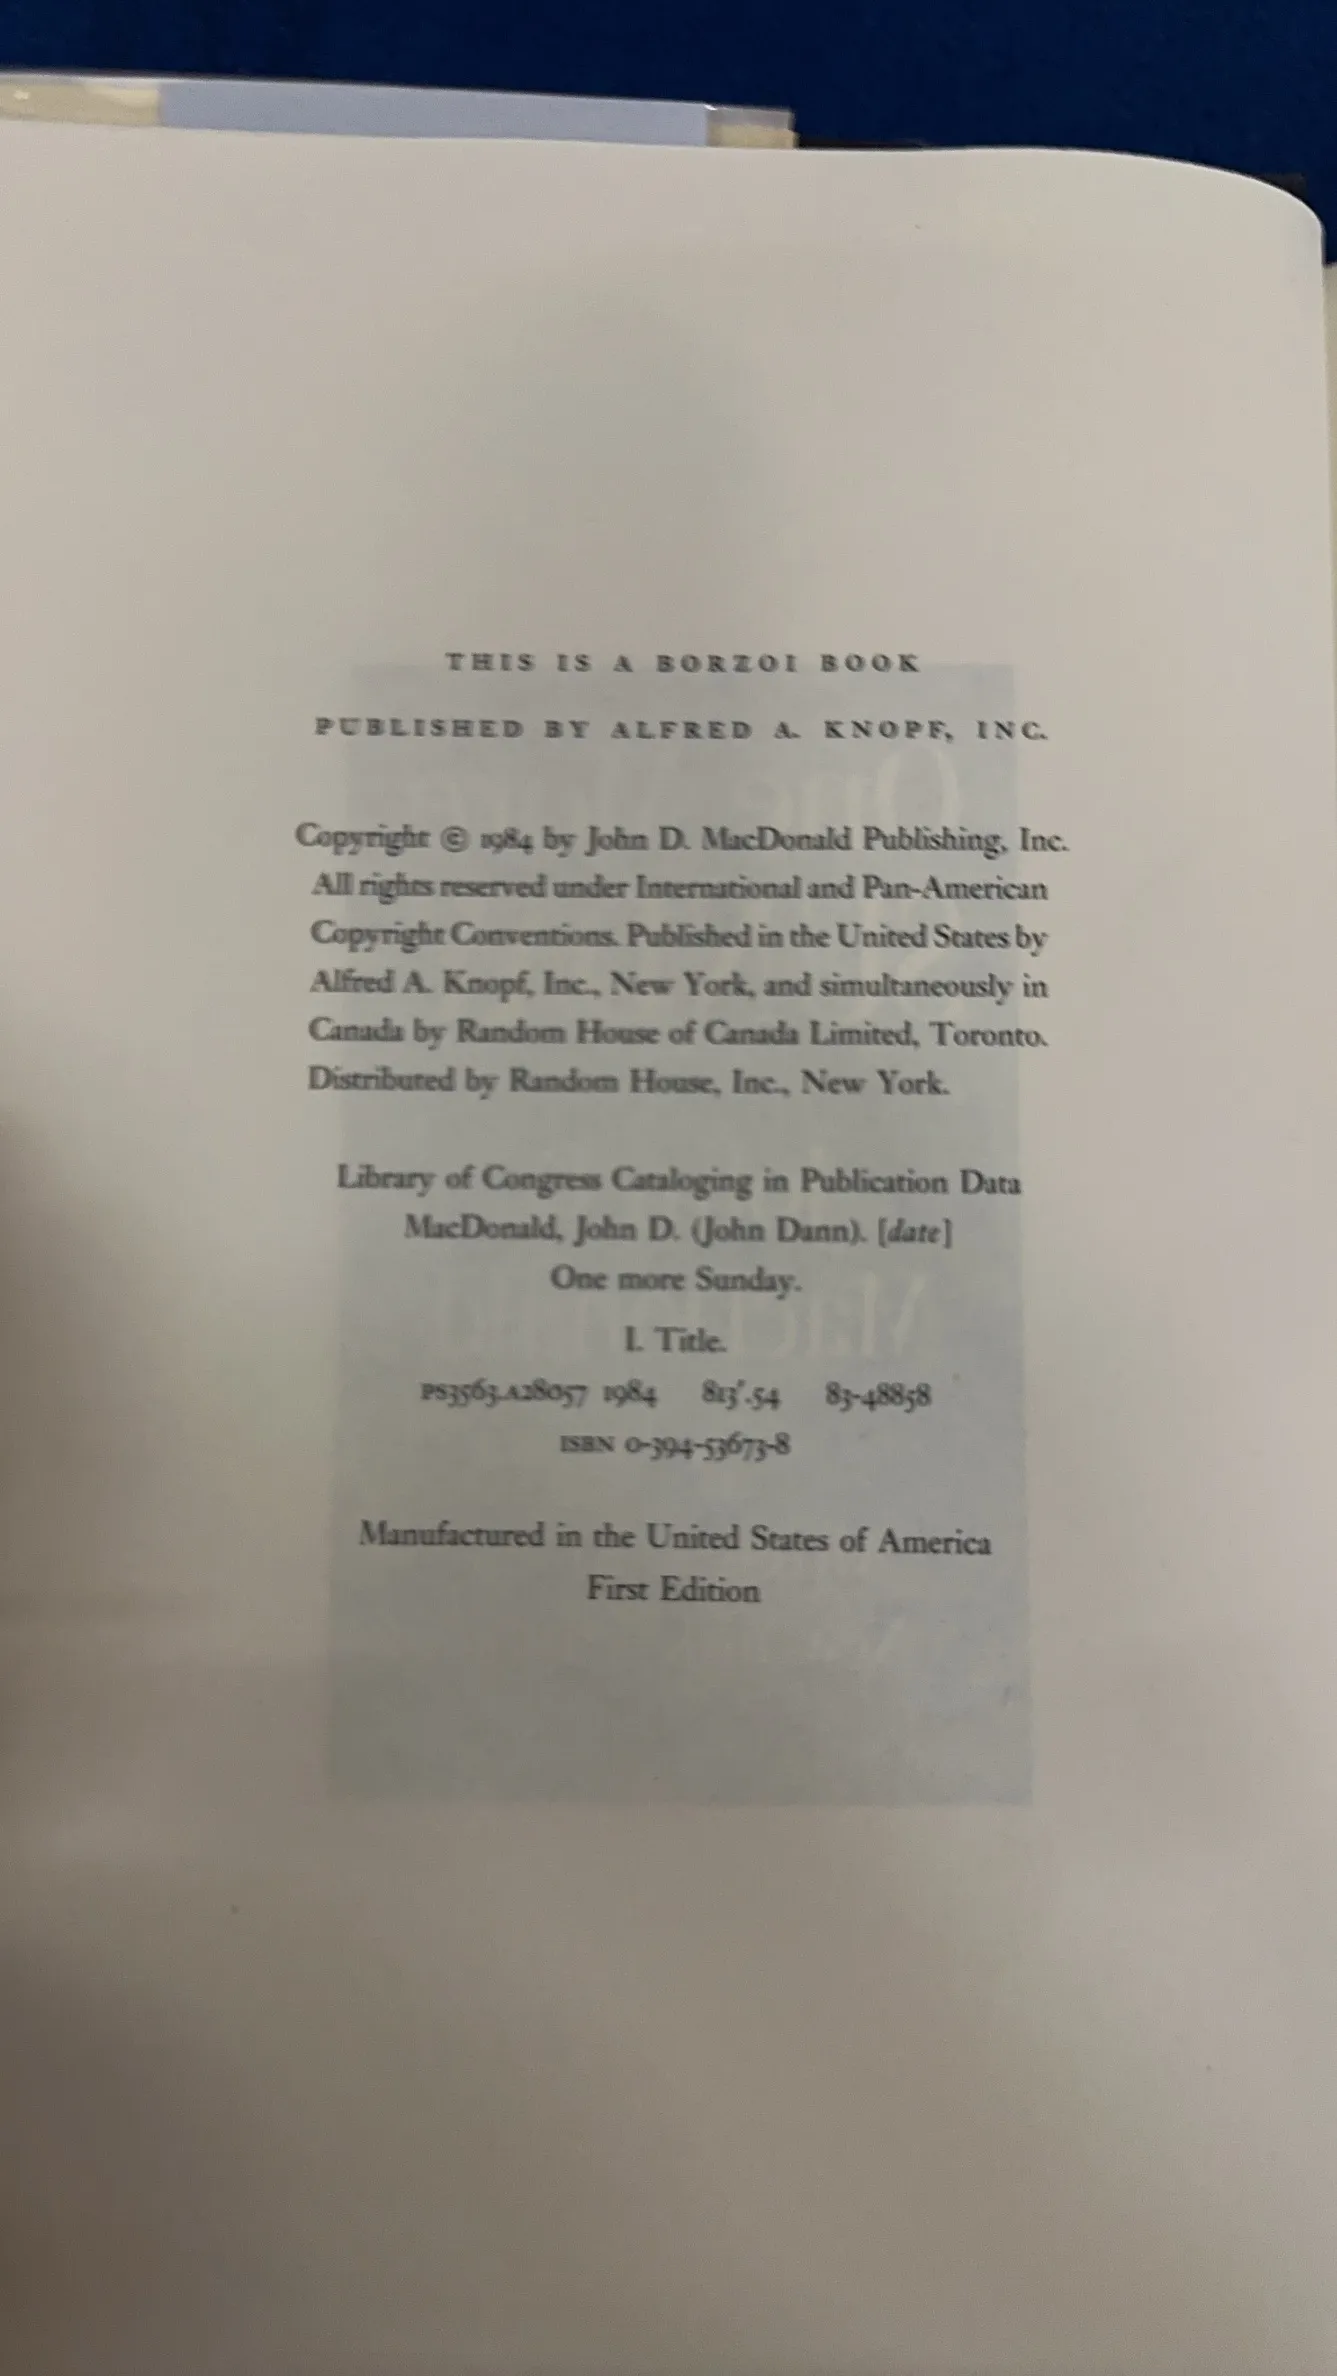 THIS IS A BORZOI BOOK
PUBLISHED BY ALFRED A. KNOPF, INC.
Copyright © 1984 by John D. MacDonald Publishing, Inc.
All rights reserved under International and Pan-American
Copyright Conventions. Published in the United States by
Alfred A. Knopf, Inc., New York, and simultaneously in
Canada by Random House of Canada Limited, Toronto.
Distributed by Random House, Inc., New York.
Library of Congress Cataloging in Publication Data
MacDonald, John D. (John Dann). [date]
One more Sunday.
I. Title.
PS3563.A28057 1984 813'.54 83-48858
ISBN 0-394-53673-8
Manufactured in the United States of America
First Edition